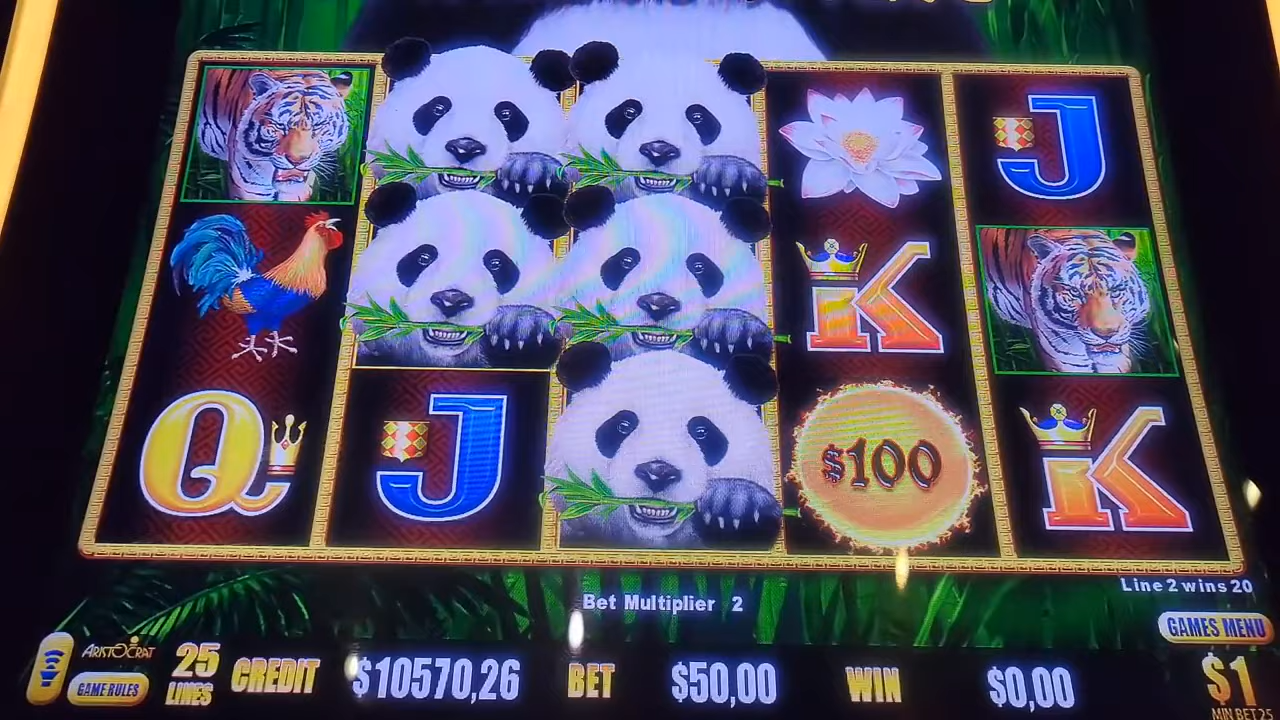 J
K
Q
J
$100
K
Line 2 wins 20
Bet Multiplier 2
GAMES MENU
ARISTOCRAT
GAME RULES
25 LINES
CREDIT $10570,26 BET $50,00 WIN $0,00
$1
MIN BET 25